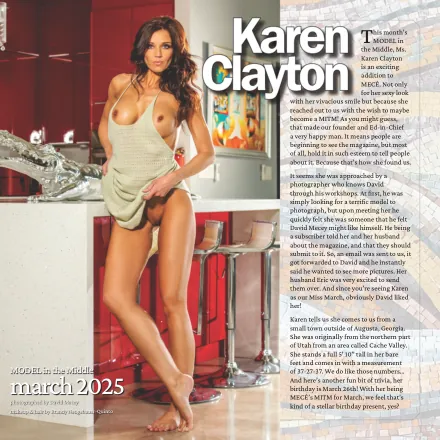 Karen
Clayton
This month's
MODEL in
the Middle, Ms.
Karen Clayton
is an exciting
addition to
MECÉ. Not only
for her sexy look
with her vivacious smile but because she
reached out to us with the wish to maybe
become a MITM! As you might guess,
that made our founder and Ed-in-Chief
a very happy man. It means people are
beginning to see the magazine, but most
of all, hold it in such esteem to tell people
about it. Because that's how she found us.
It seems she was approached by a
photographer who knows David
through his workshops. At first, he was
simply looking for a terrific model to
photograph, but upon meeting her he
quickly felt she was someone that he felt
David Mecey might like himself. He being
a subscriber told her and her husband
about the magazine, and that they should
submit to it. So, an email was sent to us, it
got forwarded to David and he instantly
said he wanted to see more pictures. Her
husband Eric was very excited to send
them over. And since you're seeing Karen
as our Miss March, obviously David liked
her!
Karen tells us she comes to us from a
small town outside of Augusta, Georgia.
She was originally from the northern part
of Utah from an area called Cache Valley.
She stands a full 5'10" tall in her bare
feet and comes in with a measurement
of 37-27-37. We do like those numbers...
And here's another fun bit of trivia, her
birthday is March 26th! With her being
MECÉ's MITM for March, we feel that's
kind of a stellar birthday present, yes?
MODEL in the Middle
march 2025
photographed by David Mecey
makeup & hair by Brandy